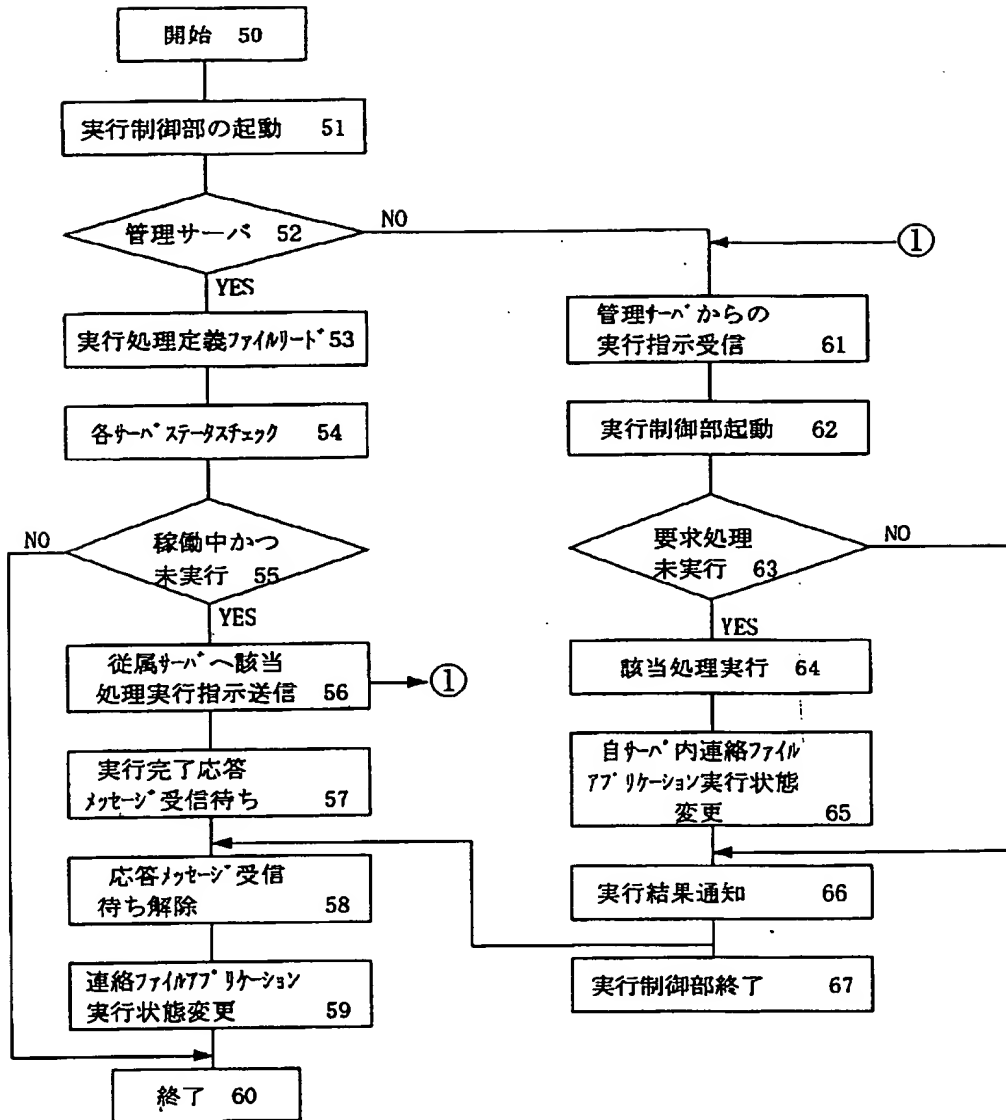 開始 50
実行制御部の起動 51
管理サーバ 52
NO
YES
①
実行処理定義ファイルリード 53
各サーバステータスチェック 54
NO
稼働中かつ
未実行 55
YES
従属サーバへ該当
処理実行指示送信 56
①
実行完了応答
メッセージ受信待ち 57
応答メッセージ受信
待ち解除 58
連絡ファイルアプリケーション
実行状態変更 59
終了 60
管理サーバからの
実行指示受信 61
実行制御部起動 62
要求処理
未実行 63
NO
YES
該当処理実行 64
自サーバ内連絡ファイル
アプリケーション実行状態
変更 65
実行結果通知 66
実行制御部終了 67